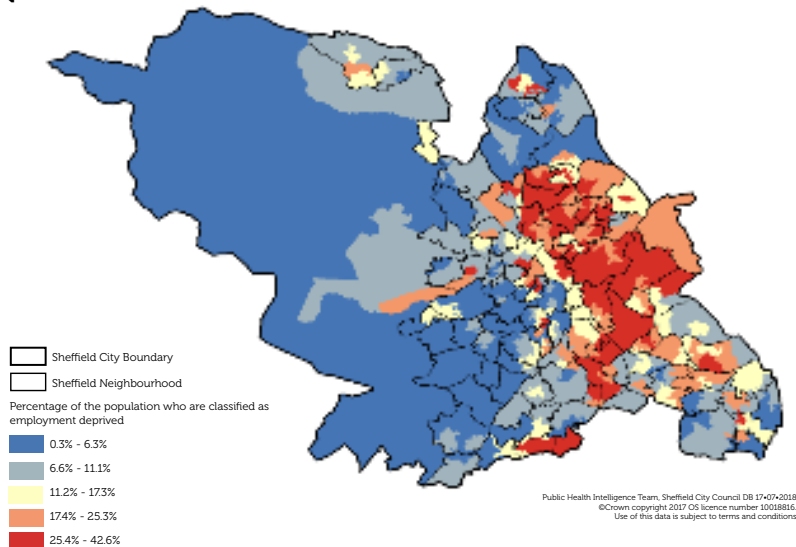 Sheffield City Boundary
Sheffield Neighbourhood
Percentage of the population who are classified as
employment deprived
0.3% - 6.3%
6.6% - 11.1%
11.2% - 17.3%
17.4% - 25.3%
25.4% - 42.6%
Public Health Intelligence Team, Sheffield City Council DB 17•07•2018
©Crown copyright 2017 OS licence number 10018816.
Use of this data is subject to terms and conditions